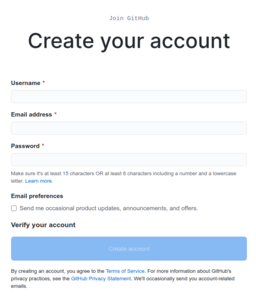 Join GitHub
Create your account
Username *
Email address *
Password *
Make sure it's at least 15 characters OR at least 8 characters including a number and a lowercase
letter. Learn more.
Email preferences
Send me occasional product updates, announcements, and offers.
Verify your account
Create account
By creating an account, you agree to the Terms of Service. For more information about GitHub's
privacy practices, see the GitHub Privacy Statement. We'll occasionally send you account-related
emails.